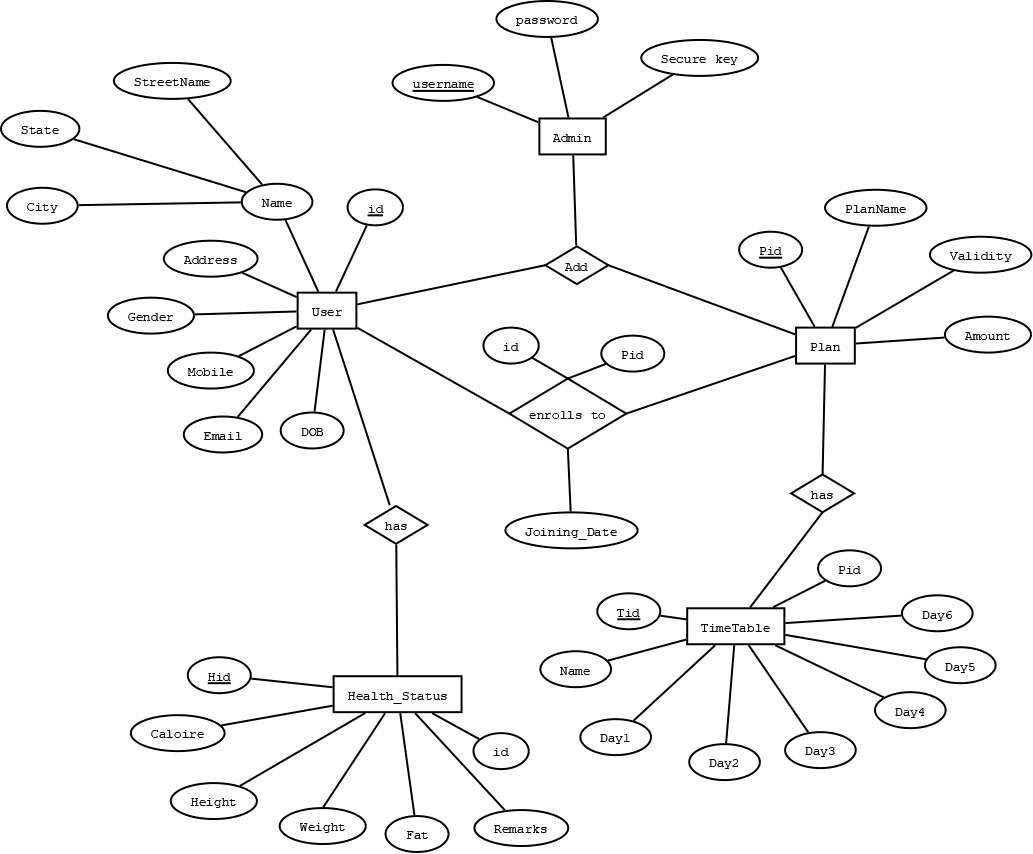 password
Secure key
StreetName
username
State
Admin
City
Name
id
PlanName
Address
Pid
Validity
Add
Gender
User
id
Pid
Plan
Amount
Mobile
enrolls to
Email
DOB
has
has
Joining_Date
Pid
Tid
TimeTable
Day6
Name
Day5
Hid
Health_Status
Day4
Caloire
id
Day1
Day2
Day3
Height
Weight
Fat
Remarks